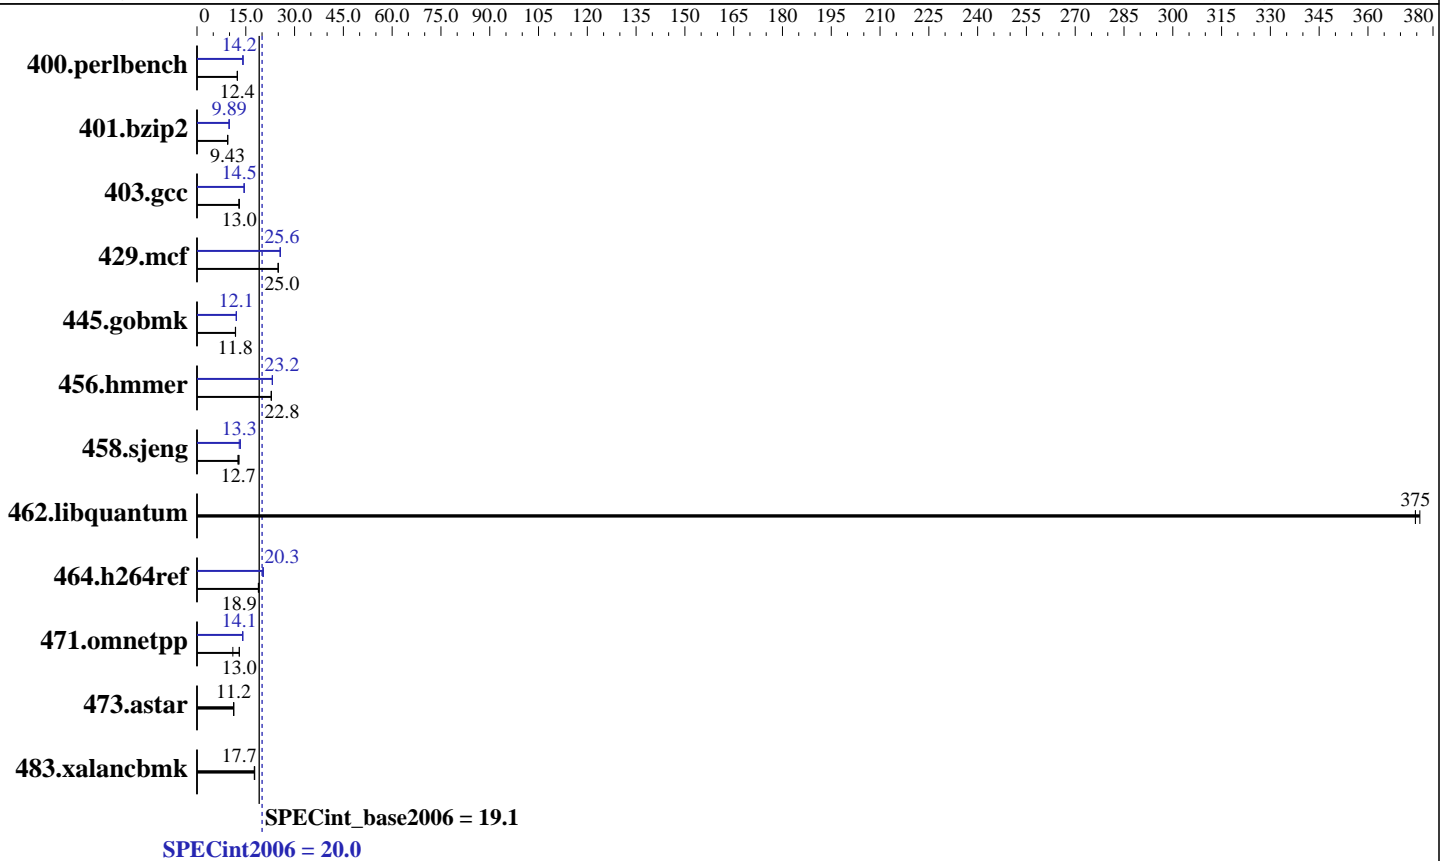 0 15.0 30.0 45.0 60.0 75.0 90.0 105 120 135 150 165 180 195 210 225 240 255 270 285 300 315 330 345 360 380
14.2
400.perlbench
12.4
9.89
401.bzip2
9.43
14.5
403.gcc
13.0
25.6
429.mcf
25.0
12.1
445.gobmk
11.8
23.2
456.hmmer
22.8
13.3
458.sjeng
12.7
375
462.libquantum
20.3
464.h264ref
18.9
14.1
471.omnetpp
13.0
11.2
473.astar
17.7
483.xalancbmk
SPECint_base2006 = 19.1
SPECint2006 = 20.0